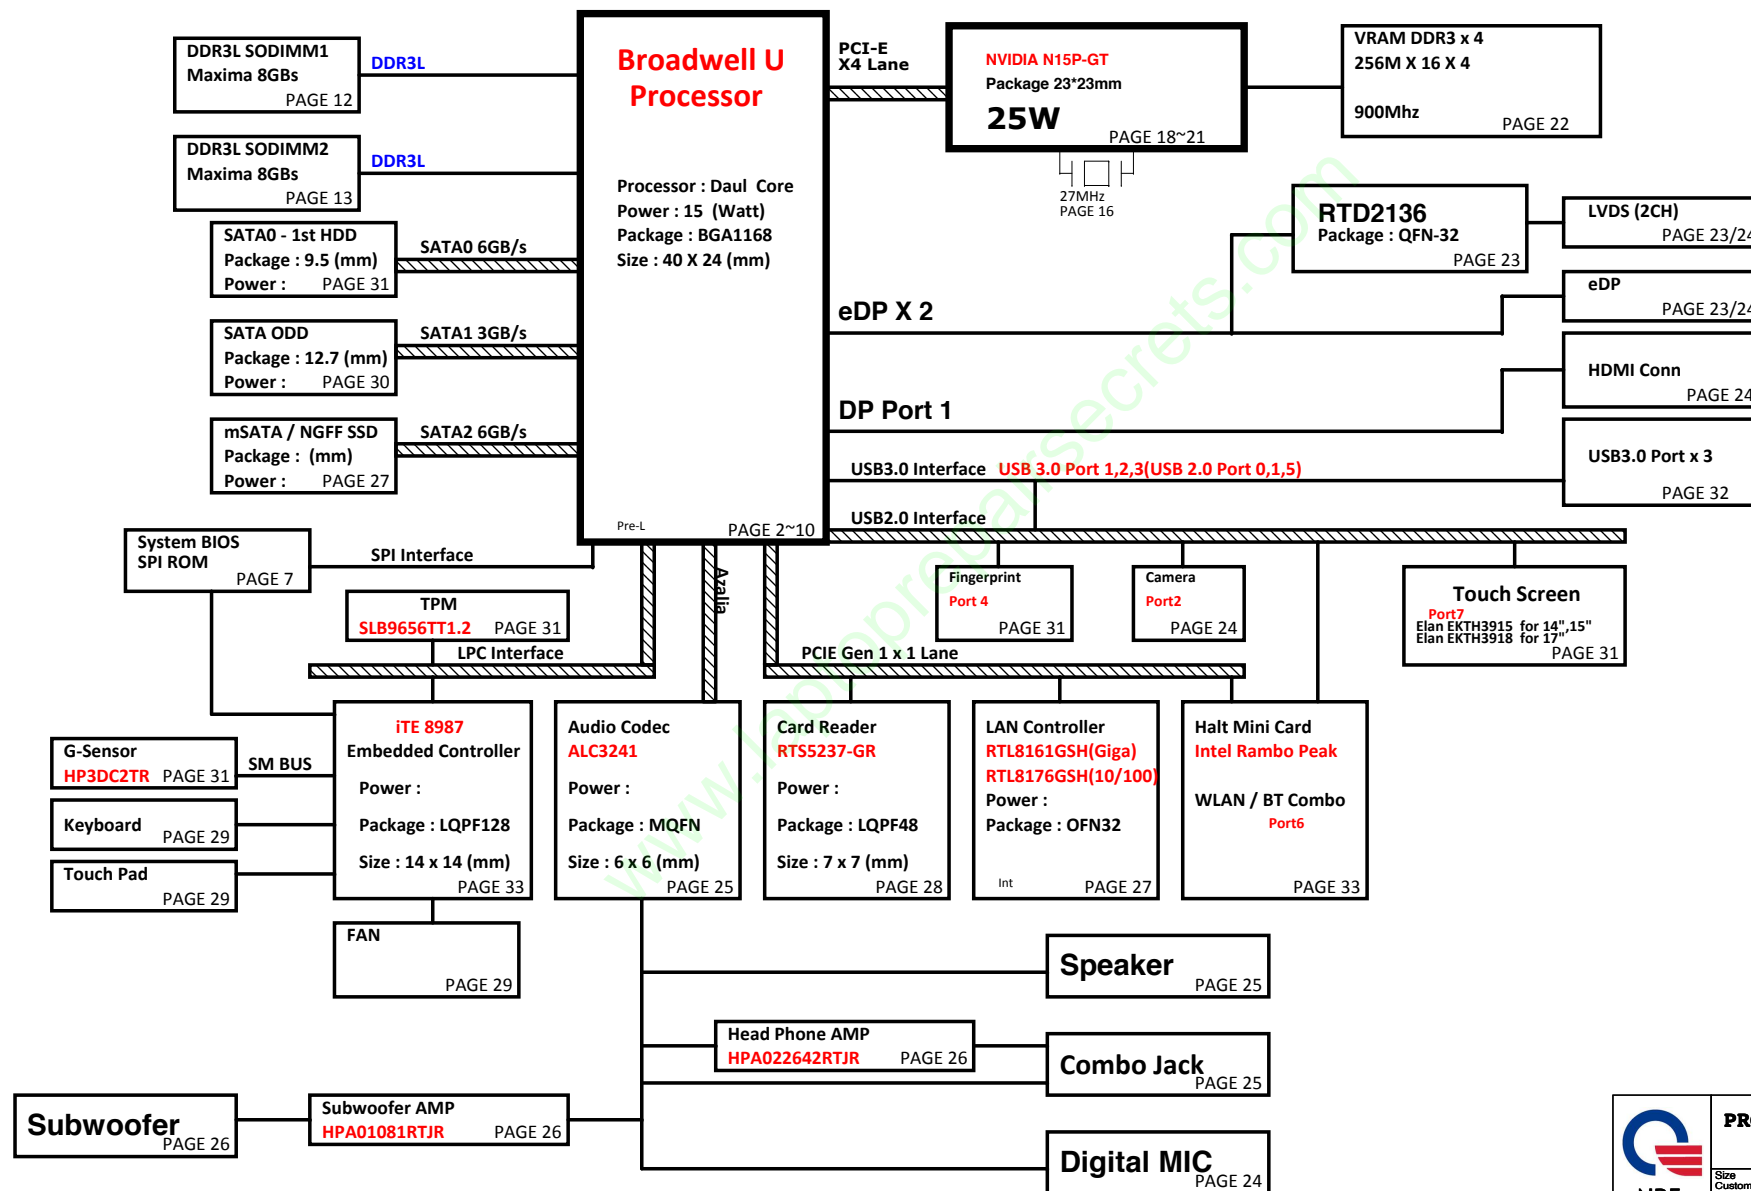 DDR3L SODIMM1
Maxima 8GBs
PAGE 12
DDR3L
DDR3L SODIMM2
Maxima 8GBs
PAGE 13
DDR3L
SATA0 - 1st HDD
Package : 9.5 (mm)
Power : PAGE 31
SATA0 6GB/s
SATA ODD
Package : 12.7 (mm)
Power : PAGE 30
SATA1 3GB/s
mSATA / NGFF SSD
Package : (mm)
Power : PAGE 27
SATA2 6GB/s
Broadwell U
Processor
Processor : Daul Core
Power : 15 (Watt)
Package : BGA1168
Size : 40 X 24 (mm)
Pre-L
PAGE 2~10
PCI-E
X4 Lane
NVIDIA N15P-GT
Package 23*23mm
25W
PAGE 18~21
27MHz
PAGE 16
VRAM DDR3 x 4
256M X 16 X 4
900Mhz
PAGE 22
RTD2136
Package : QFN-32
PAGE 23
LVDS (2CH)
PAGE 23/24
eDP
PAGE 23/24
eDP X 2
HDMI Conn
PAGE 24
DP Port 1
USB3.0 Interface USB 3.0 Port 1,2,3(USB 2.0 Port 0,1,5)
USB3.0 Port x 3
PAGE 32
USB2.0 Interface
System BIOS
SPI ROM
PAGE 7
SPI Interface
TPM
SLB9656TT1.2 PAGE 31
LPC Interface
Azalia
PCIE Gen 1 x 1 Lane
Fingerprint
Port 4
PAGE 31
Camera
Port2
PAGE 24
Touch Screen
Port7
Elan EKTH3915 for 14",15"
Elan EKTH3918 for 17"
PAGE 31
G-Sensor
HP3DC2TR PAGE 31
SM BUS
Keyboard
PAGE 29
Touch Pad
PAGE 29
iTE 8987
Embedded Controller
Power :
Package : LQPF128
Size : 14 x 14 (mm)
PAGE 33
FAN
PAGE 29
Audio Codec
ALC3241
Power :
Package : MQFN
Size : 6 x 6 (mm)
PAGE 25
Card Reader
RTS5237-GR
Power :
Package : LQPF48
Size : 7 x 7 (mm)
PAGE 28
LAN Controller
RTL8161GSH(Giga)
RTL8176GSH(10/100)
Power :
Package : OFN32
Int
PAGE 27
Halt Mini Card
Intel Rambo Peak
WLAN / BT Combo
Port6
PAGE 33
Speaker
PAGE 25
Head Phone AMP
HPA022642RTJR PAGE 26
Combo Jack
PAGE 25
Subwoofer
PAGE 26
Subwoofer AMP
HPA01081RTJR PAGE 26
Digital MIC
PAGE 24
www.laptoprepairsecrets.com
Size
Custom